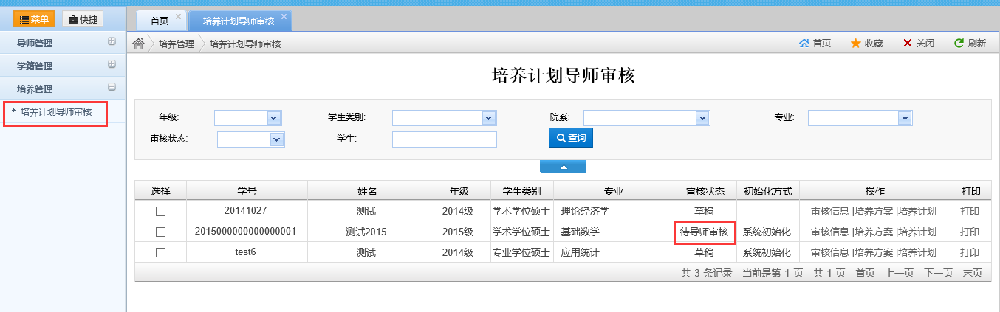 菜单 快捷
导师管理
学籍管理
培养管理
培养计划导师审核
首页 培养计划导师审核
培养管理 培养计划导师审核 首页 收藏 关闭 刷新
培养计划导师审核
年级: 学生类别: 院系: 专业:
审核状态: 学生: 查询
选择 学号 姓名 年级 学生类别 专业 审核状态 初始化方式 操作 打印
20141027 测试 2014级 学术学位硕士 理论经济学 草稿 审核信息 |培养方案 |培养计划 打印
2015000000000000001 测试2015 2015级 学术学位硕士 基础数学 待导师审核 系统初始化 审核信息 |培养方案 |培养计划 打印
test6 测试 2014级 专业学位硕士 应用统计 草稿 系统初始化 审核信息 |培养方案 |培养计划 打印
共 3 条记录 当前是第 1 页 共 1 页 首页 上一页 下一页 末页